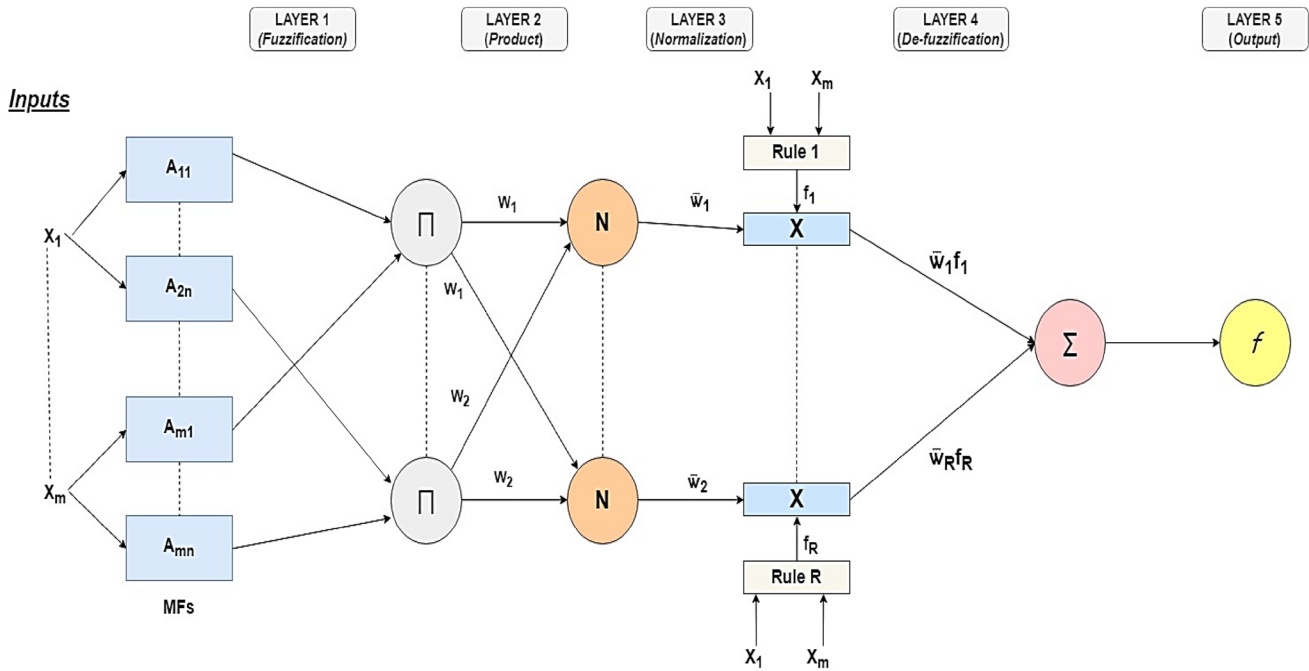 LAYER 1
(Fuzzification)
LAYER 2
(Product)
LAYER 3
(Normalization)
LAYER 4
(De-fuzzification)
LAYER 5
(Output)
Inputs
X₁
Xₘ
A₁₁
A₂ₙ
Aₘ₁
Aₘₙ
MFs
∏
∏
W₁
W₁
W₂
W₂
N
N
w̄₁
w̄₂
X₁ Xₘ
Rule 1
f₁
X
X
f_R
Rule R
X₁ Xₘ
w̄₁f₁
w̄_Rf_R
∑
f